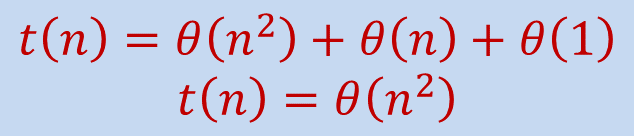 t(n) = θ(n²) + θ(n) + θ(1)
t(n) = θ(n²)